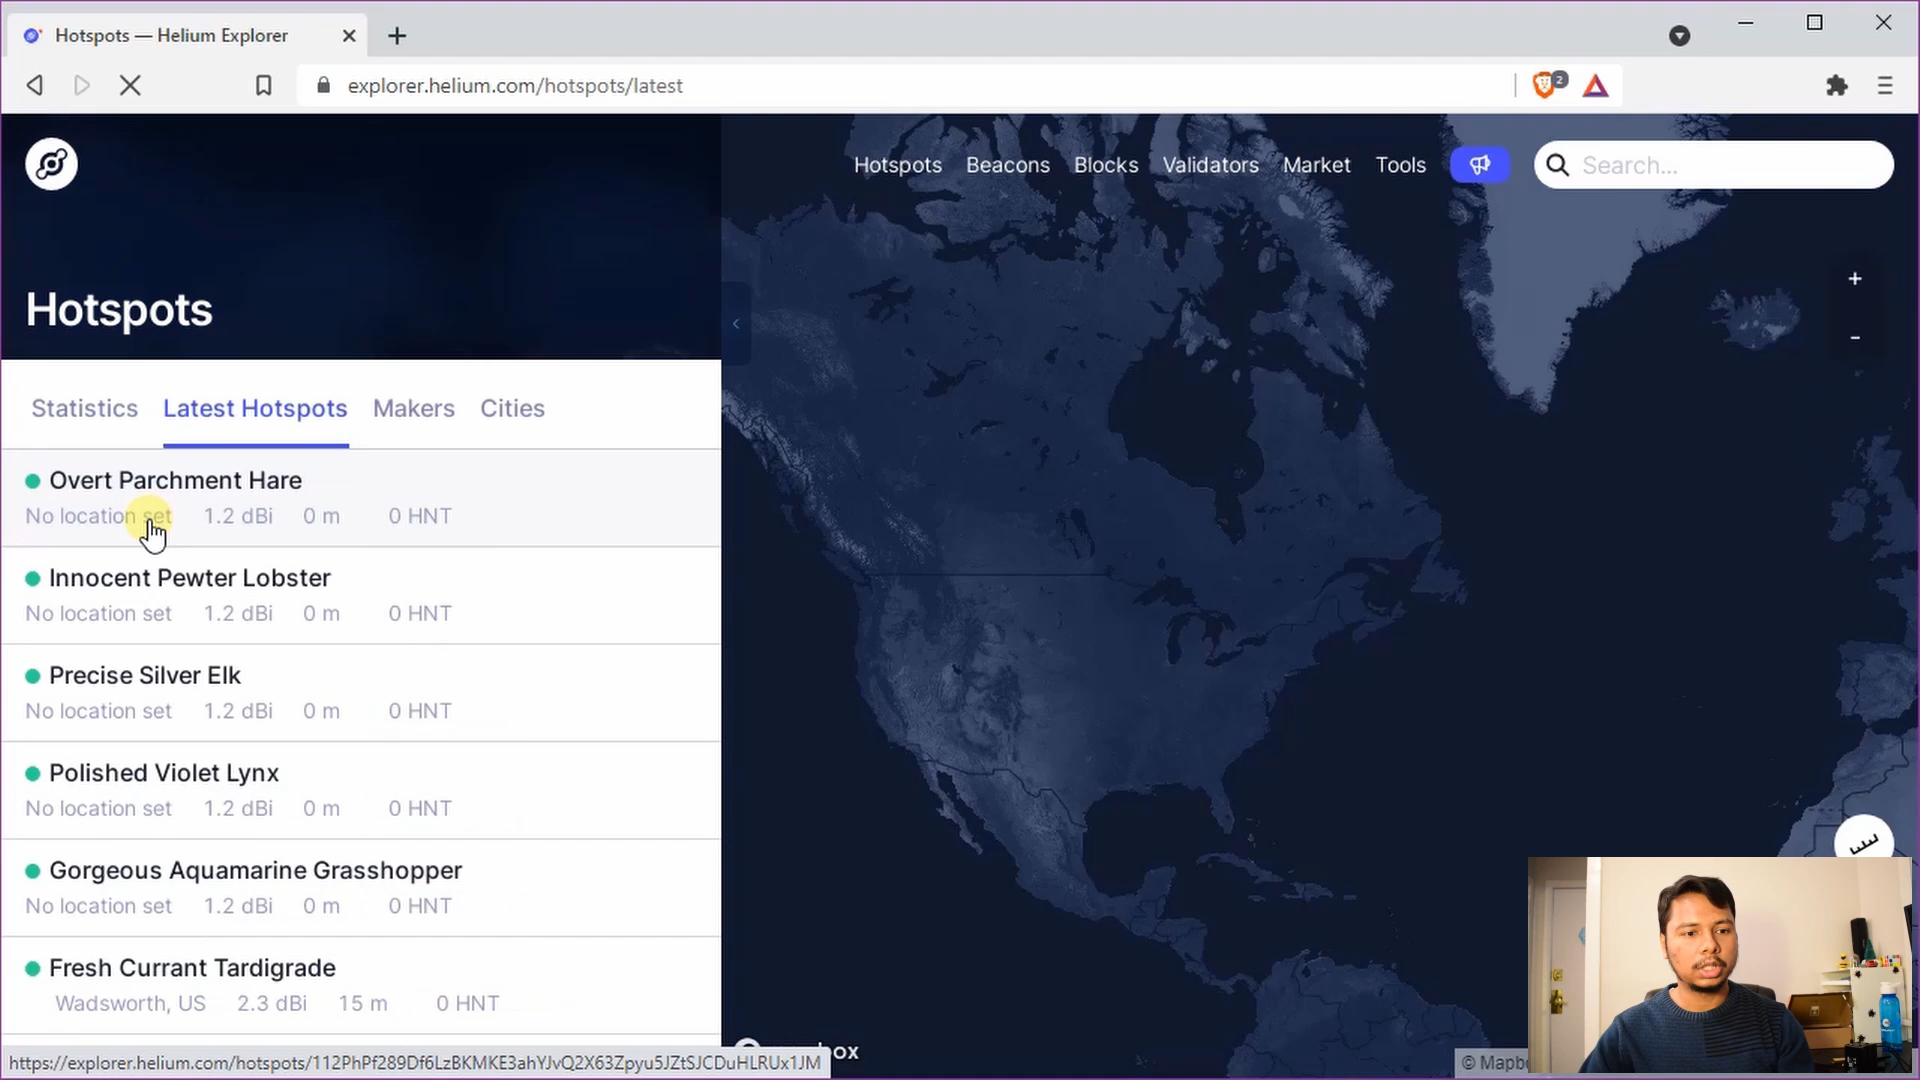 Hotspots — Helium Explorer
explorer.helium.com/hotspots/latest
2
Hotspots Beacons Blocks Validators Market Tools
Search...
+
-
Hotspots
Statistics Latest Hotspots Makers Cities
Overt Parchment Hare
No location set 1.2 dBi 0 m 0 HNT
Innocent Pewter Lobster
No location set 1.2 dBi 0 m 0 HNT
Precise Silver Elk
No location set 1.2 dBi 0 m 0 HNT
Polished Violet Lynx
No location set 1.2 dBi 0 m 0 HNT
Gorgeous Aquamarine Grasshopper
No location set 1.2 dBi 0 m 0 HNT
Fresh Currant Tardigrade
Wadsworth, US 2.3 dBi 15 m 0 HNT
box
https://explorer.helium.com/hotspots/112PhPf289Df6LzBKMKE3ahYJvQ2X63Zpyu5JZtSJCDuHLRUx1JM
© Mapbo